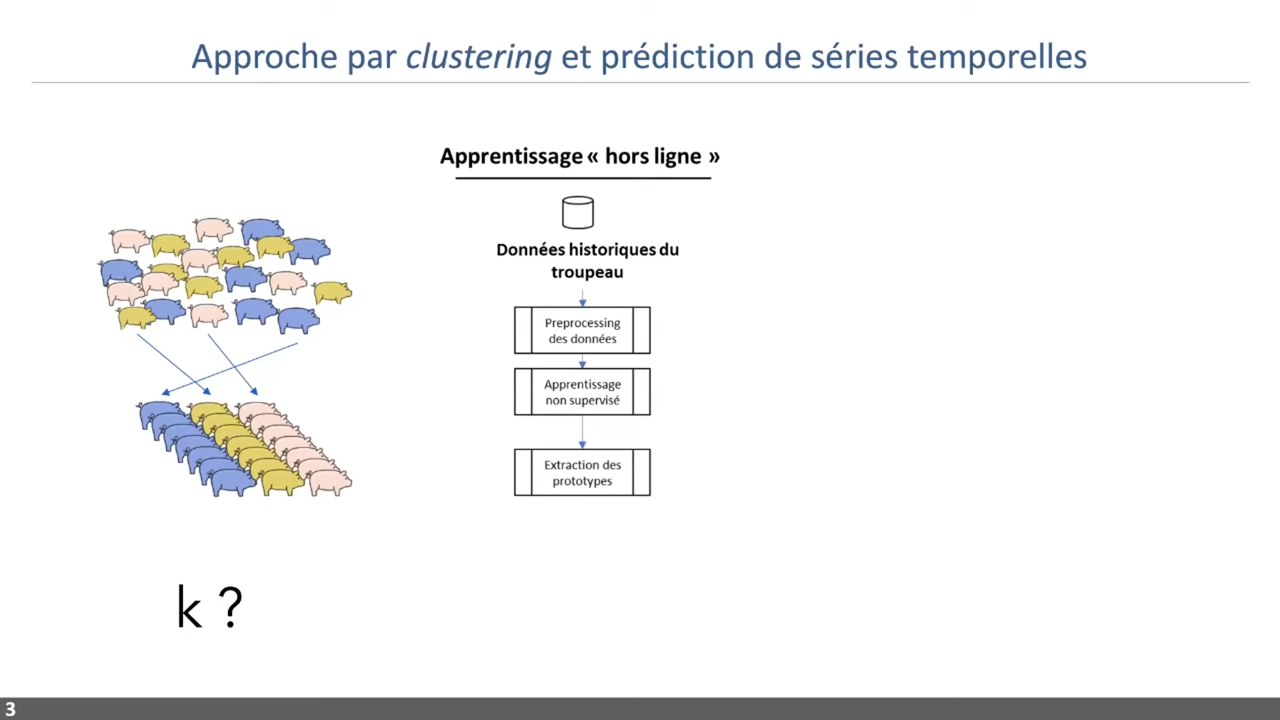 Approche par clustering et prédiction de séries temporelles
Apprentissage « hors ligne »
Données historiques du
troupeau
Preprocessing
des données
Apprentissage
non supervisé
Extraction des
prototypes
k ?
3